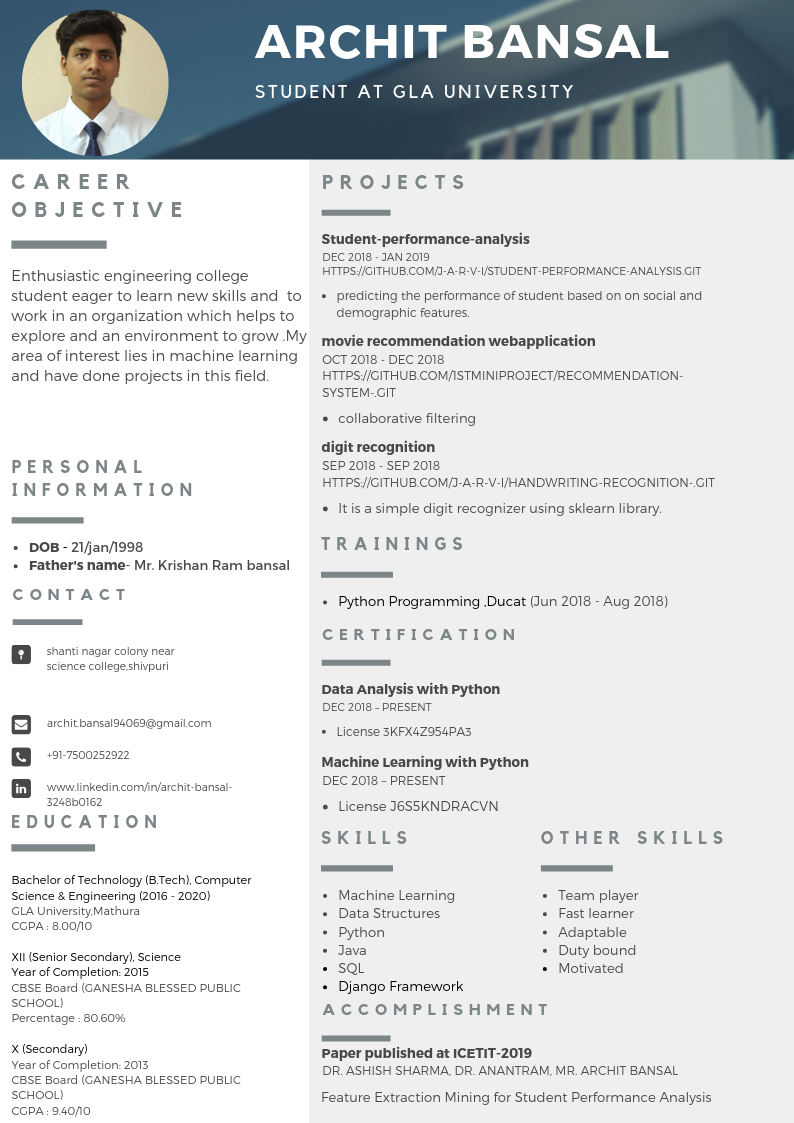 ARCHIT BANSAL
STUDENT AT GLA UNIVERSITY
CAREER
OBJECTIVE
Enthusiastic engineering college
student eager to learn new skills and to
work in an organization which helps to
explore and an environment to grow .My
area of interest lies in machine learning
and have done projects in this field.
PERSONAL
INFORMATION
• DOB - 21/jan/1998
• Father's name- Mr. Krishan Ram bansal
CONTACT
shanti nagar colony near
science college,shivpuri
archit.bansal94069@gmail.com
+91-7500252922
www.linkedin.com/in/archit-bansal-
3248b0162
EDUCATION
Bachelor of Technology (B.Tech), Computer
Science & Engineering (2016 - 2020)
GLA University,Mathura
CGPA : 8.00/10
XII (Senior Secondary), Science
Year of Completion: 2015
CBSE Board (GANESHA BLESSED PUBLIC
SCHOOL)
Percentage : 80.60%
X (Secondary)
Year of Completion: 2013
CBSE Board (GANESHA BLESSED PUBLIC
SCHOOL)
CGPA : 9.40/10
PROJECTS
Student-performance-analysis
DEC 2018 - JAN 2019
HTTPS://GITHUB.COM/J-A-R-V-I/STUDENT-PERFORMANCE-ANALYSIS.GIT
• predicting the performance of student based on on social and
demographic features.
movie recommendation webapplication
OCT 2018 - DEC 2018
HTTPS://GITHUB.COM/1STMINIPROJECT/RECOMMENDATION-
SYSTEM-.GIT
• collaborative filtering
digit recognition
SEP 2018 - SEP 2018
HTTPS://GITHUB.COM/J-A-R-V-I/HANDWRITING-RECOGNITION-.GIT
• It is a simple digit recognizer using sklearn library.
TRAININGS
• Python Programming ,Ducat (Jun 2018 - Aug 2018)
CERTIFICATION
Data Analysis with Python
DEC 2018 – PRESENT
• License 3KFX4Z954PA3
Machine Learning with Python
DEC 2018 – PRESENT
• License J6S5KNDRACVN
SKILLS
• Machine Learning
• Data Structures
• Python
• Java
• SQL
• Django Framework
OTHER SKILLS
• Team player
• Fast learner
• Adaptable
• Duty bound
• Motivated
ACCOMPLISHMENT
Paper published at ICETIT-2019
DR. ASHISH SHARMA, DR. ANANTRAM, MR. ARCHIT BANSAL
Feature Extraction Mining for Student Performance Analysis